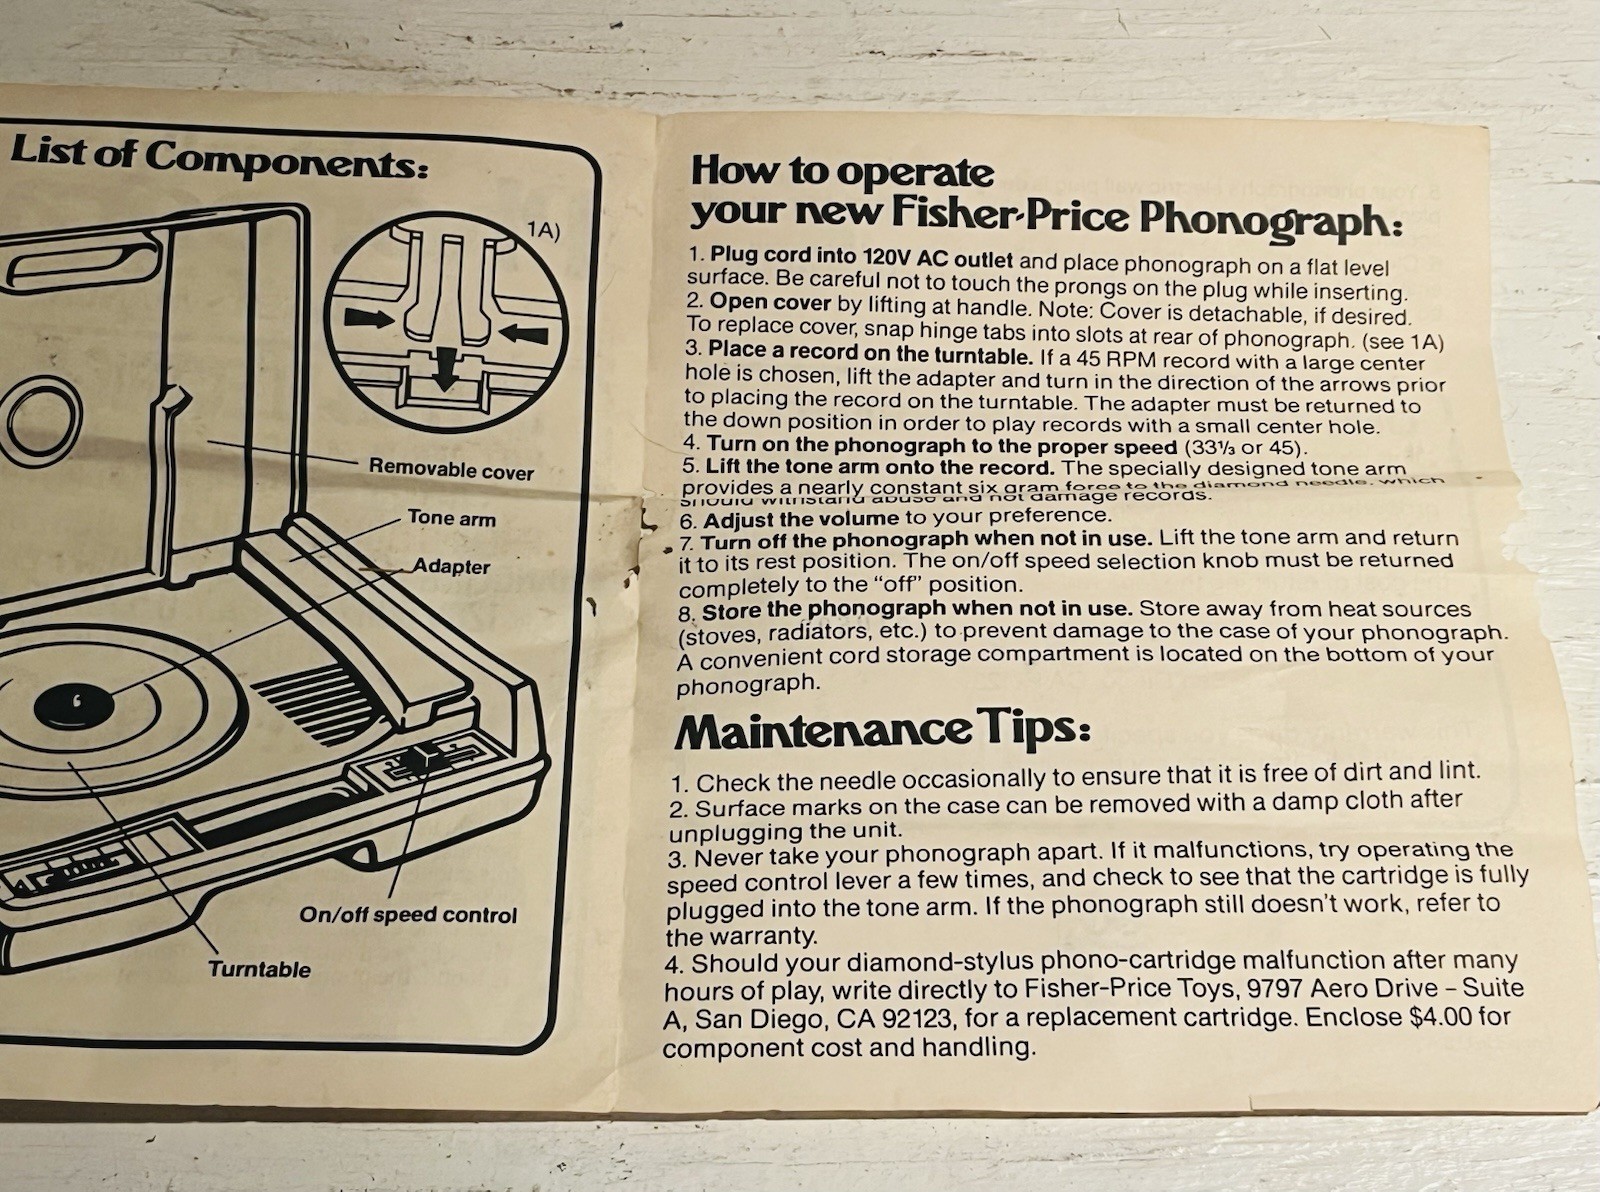 List of Components:
1A)
Removable cover
Tone arm
Adapter
On/off speed control
Turntable
How to operate
your new Fisher-Price Phonograph:
1. Plug cord into 120V AC outlet and place phonograph on a flat level
surface. Be careful not to touch the prongs on the plug while inserting.
2. Open cover by lifting at handle. Note: Cover is detachable, if desired.
To replace cover, snap hinge tabs into slots at rear of phonograph. (see 1A)
3. Place a record on the turntable. If a 45 RPM record with a large center
hole is chosen, lift the adapter and turn in the direction of the arrows prior
to placing the record on the turntable. The adapter must be returned to
the down position in order to play records with a small center hole.
4. Turn on the phonograph to the proper speed (33⅓ or 45).
5. Lift the tone arm onto the record. The specially designed tone arm
provides a nearly constant six gram force to the diamond needle, which
should withstand abuse and not damage records.
6. Adjust the volume to your preference.
7. Turn off the phonograph when not in use. Lift the tone arm and return
it to its rest position. The on/off speed selection knob must be returned
completely to the “off” position.
8. Store the phonograph when not in use. Store away from heat sources
(stoves, radiators, etc.) to prevent damage to the case of your phonograph.
A convenient cord storage compartment is located on the bottom of your
phonograph.
Maintenance Tips:
1. Check the needle occasionally to ensure that it is free of dirt and lint.
2. Surface marks on the case can be removed with a damp cloth after
unplugging the unit.
3. Never take your phonograph apart. If it malfunctions, try operating the
speed control lever a few times, and check to see that the cartridge is fully
plugged into the tone arm. If the phonograph still doesn't work, refer to
the warranty.
4. Should your diamond-stylus phono-cartridge malfunction after many
hours of play, write directly to Fisher-Price Toys, 9797 Aero Drive – Suite
A, San Diego, CA 92123, for a replacement cartridge. Enclose $4.00 for
component cost and handling.